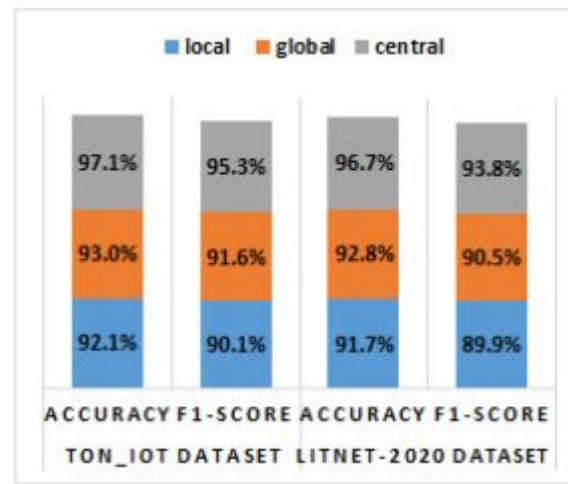 local global central
97.1% 95.3% 96.7% 93.8%
93.0% 91.6% 92.8% 90.5%
92.1% 90.1% 91.7% 89.9%
ACCURACY F1-SCORE ACCURACY F1-SCORE
TON_IOT DATASET LITNET-2020 DATASET